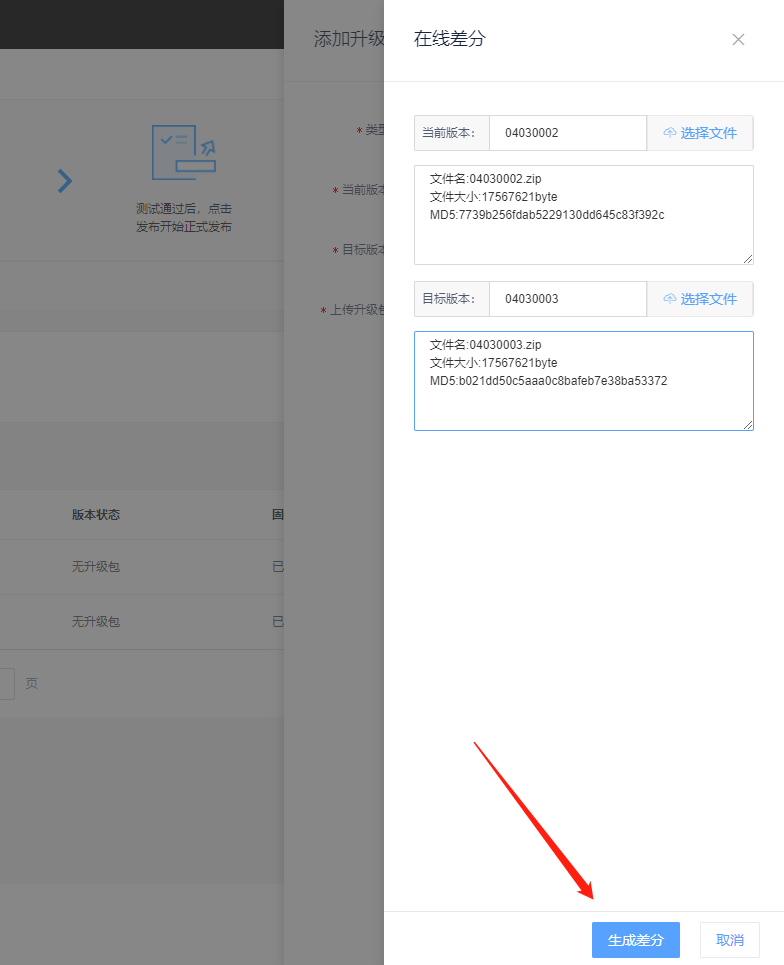 添加升级
在线差分
测试通过后，点击
发布开始正式发布
* 类型
* 当前版本
* 目标版本
* 上传升级包
版本状态
固
无升级包
已
无升级包
已
页
当前版本：
04030002
选择文件
文件名:04030002.zip
文件大小:17567621byte
MD5:7739b256fdab5229130dd645c83f392c
目标版本：
04030003
选择文件
文件名:04030003.zip
文件大小:17567621byte
MD5:b021dd50c5aaa0c8bafeb7e38ba53372
生成差分
取消